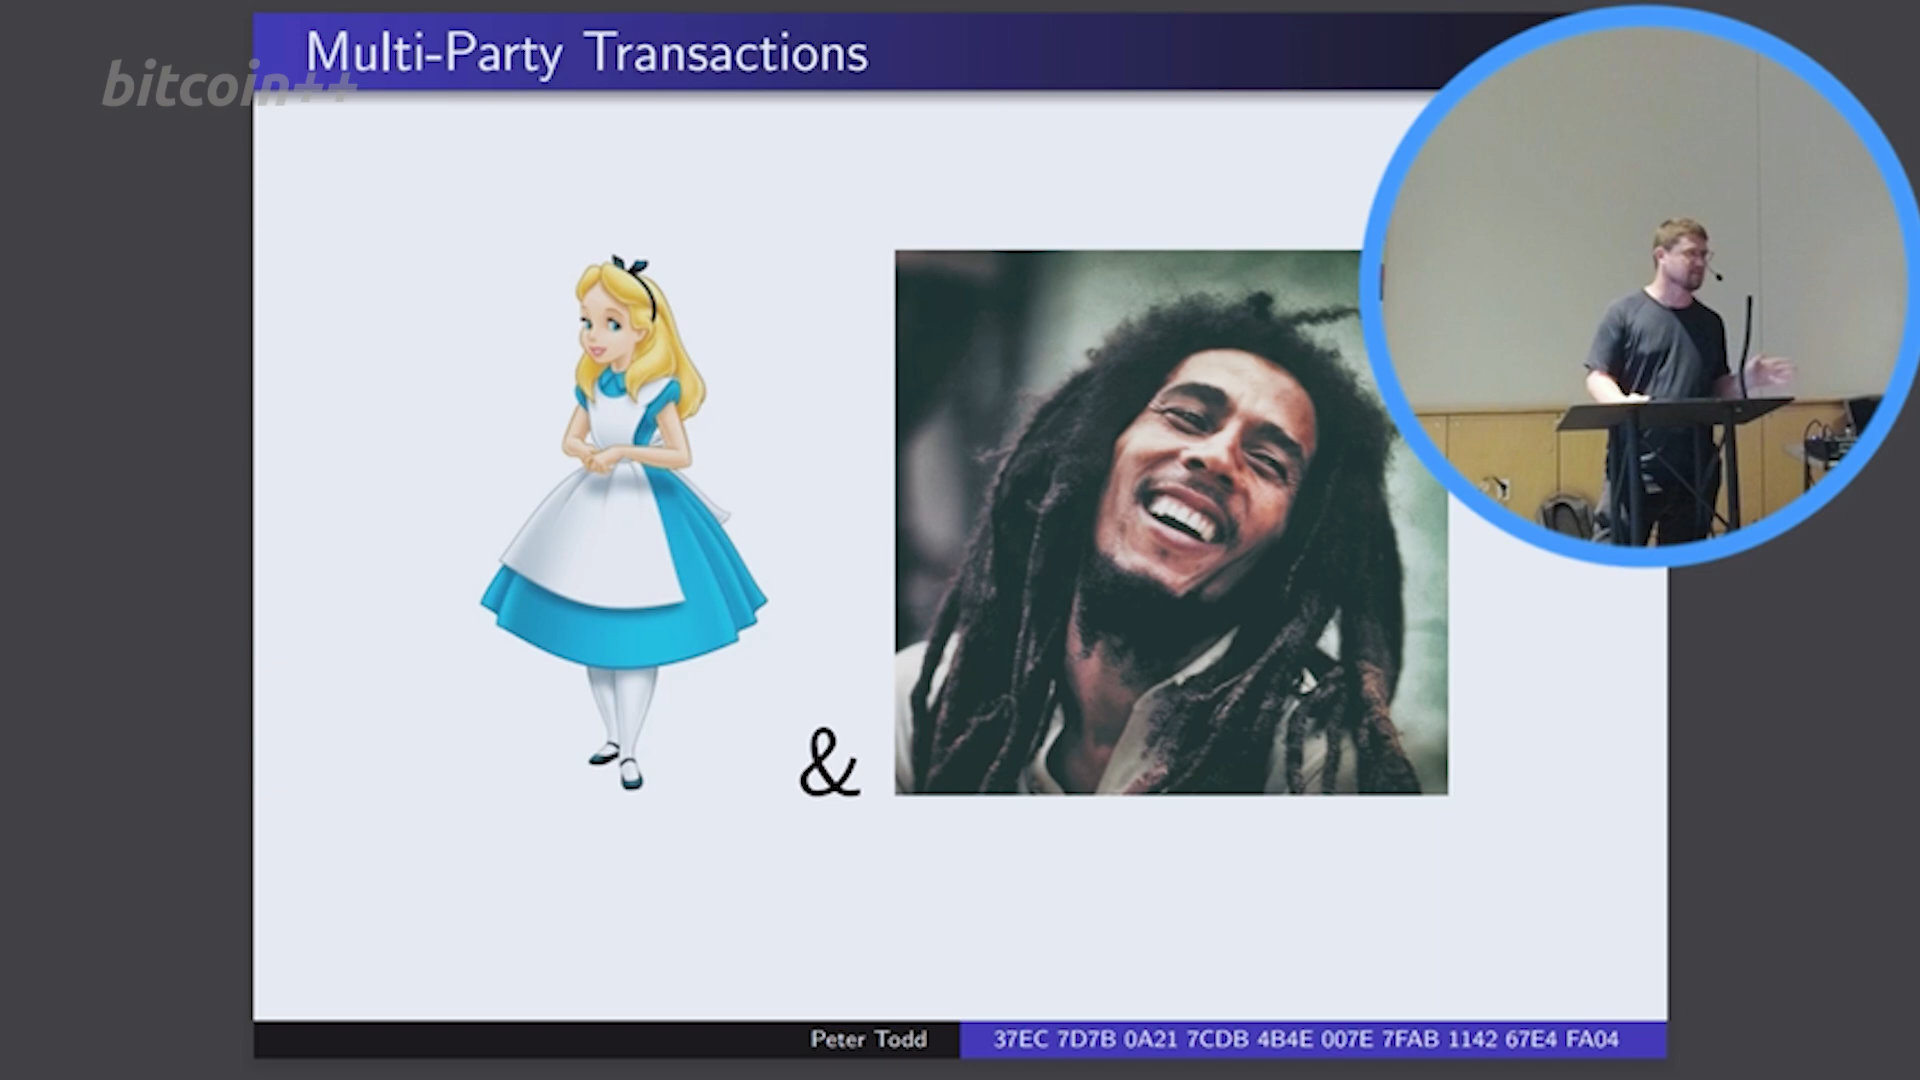 Multi-Party Transactions
bitcoin++
&
Peter Todd
37EC 7D7B 0A21 7CDB 4B4E 007E 7FAB 1142 67E4 FA04